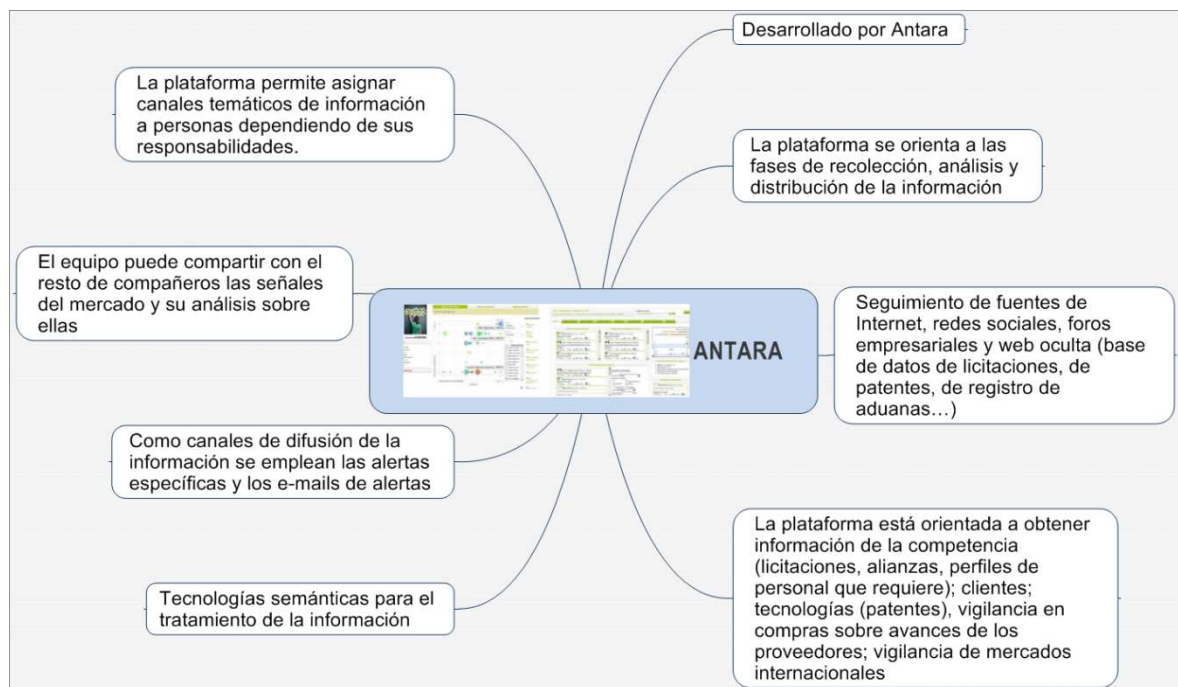 Desarrollado por Antara
La plataforma permite asignar
canales temáticos de información
a personas dependiendo de sus
responsabilidades.
La plataforma se orienta a las
fases de recolección, análisis y
distribución de la información
El equipo puede compartir con el
resto de compañeros las señales
del mercado y su análisis sobre
ellas
ANTARA
Seguimiento de fuentes de
Internet, redes sociales, foros
empresariales y web oculta (base
de datos de licitaciones, de
patentes, de registro de
aduanas…)
Como canales de difusión de la
información se emplean las alertas
específicas y los e-mails de alertas
La plataforma está orientada a obtener
información de la competencia
(licitaciones, alianzas, perfiles de
personal que requiere); clientes;
tecnologías (patentes), vigilancia en
compras sobre avances de los
proveedores; vigilancia de mercados
internacionales
Tecnologías semánticas para el
tratamiento de la información